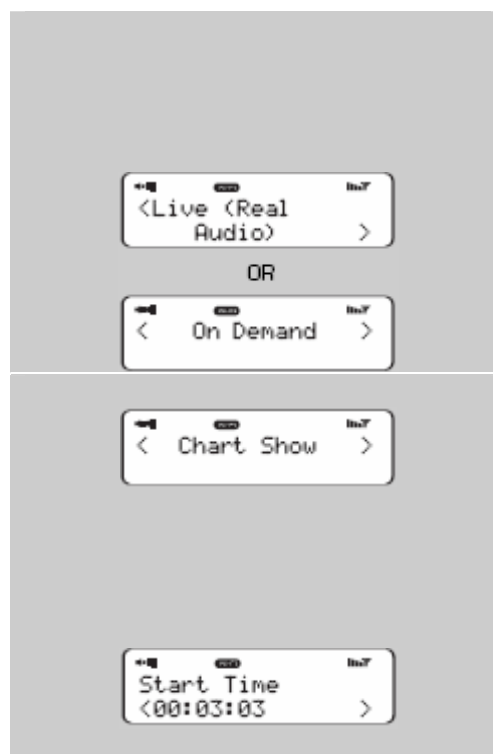 <Live (Real
Audio) >
OR
< On Demand >
< Chart Show >
Start Time
<00:03:03 >